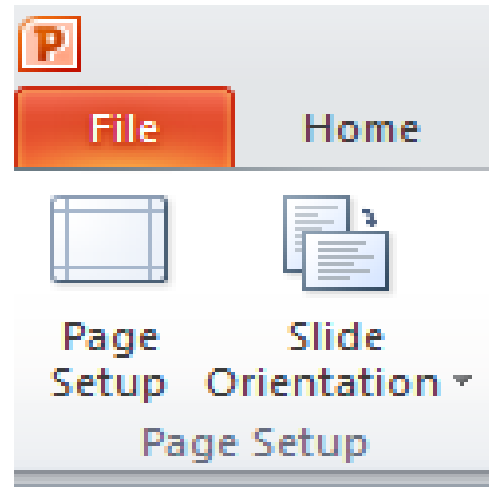 P
File Home
Page Slide
Setup Orientation
Page Setup